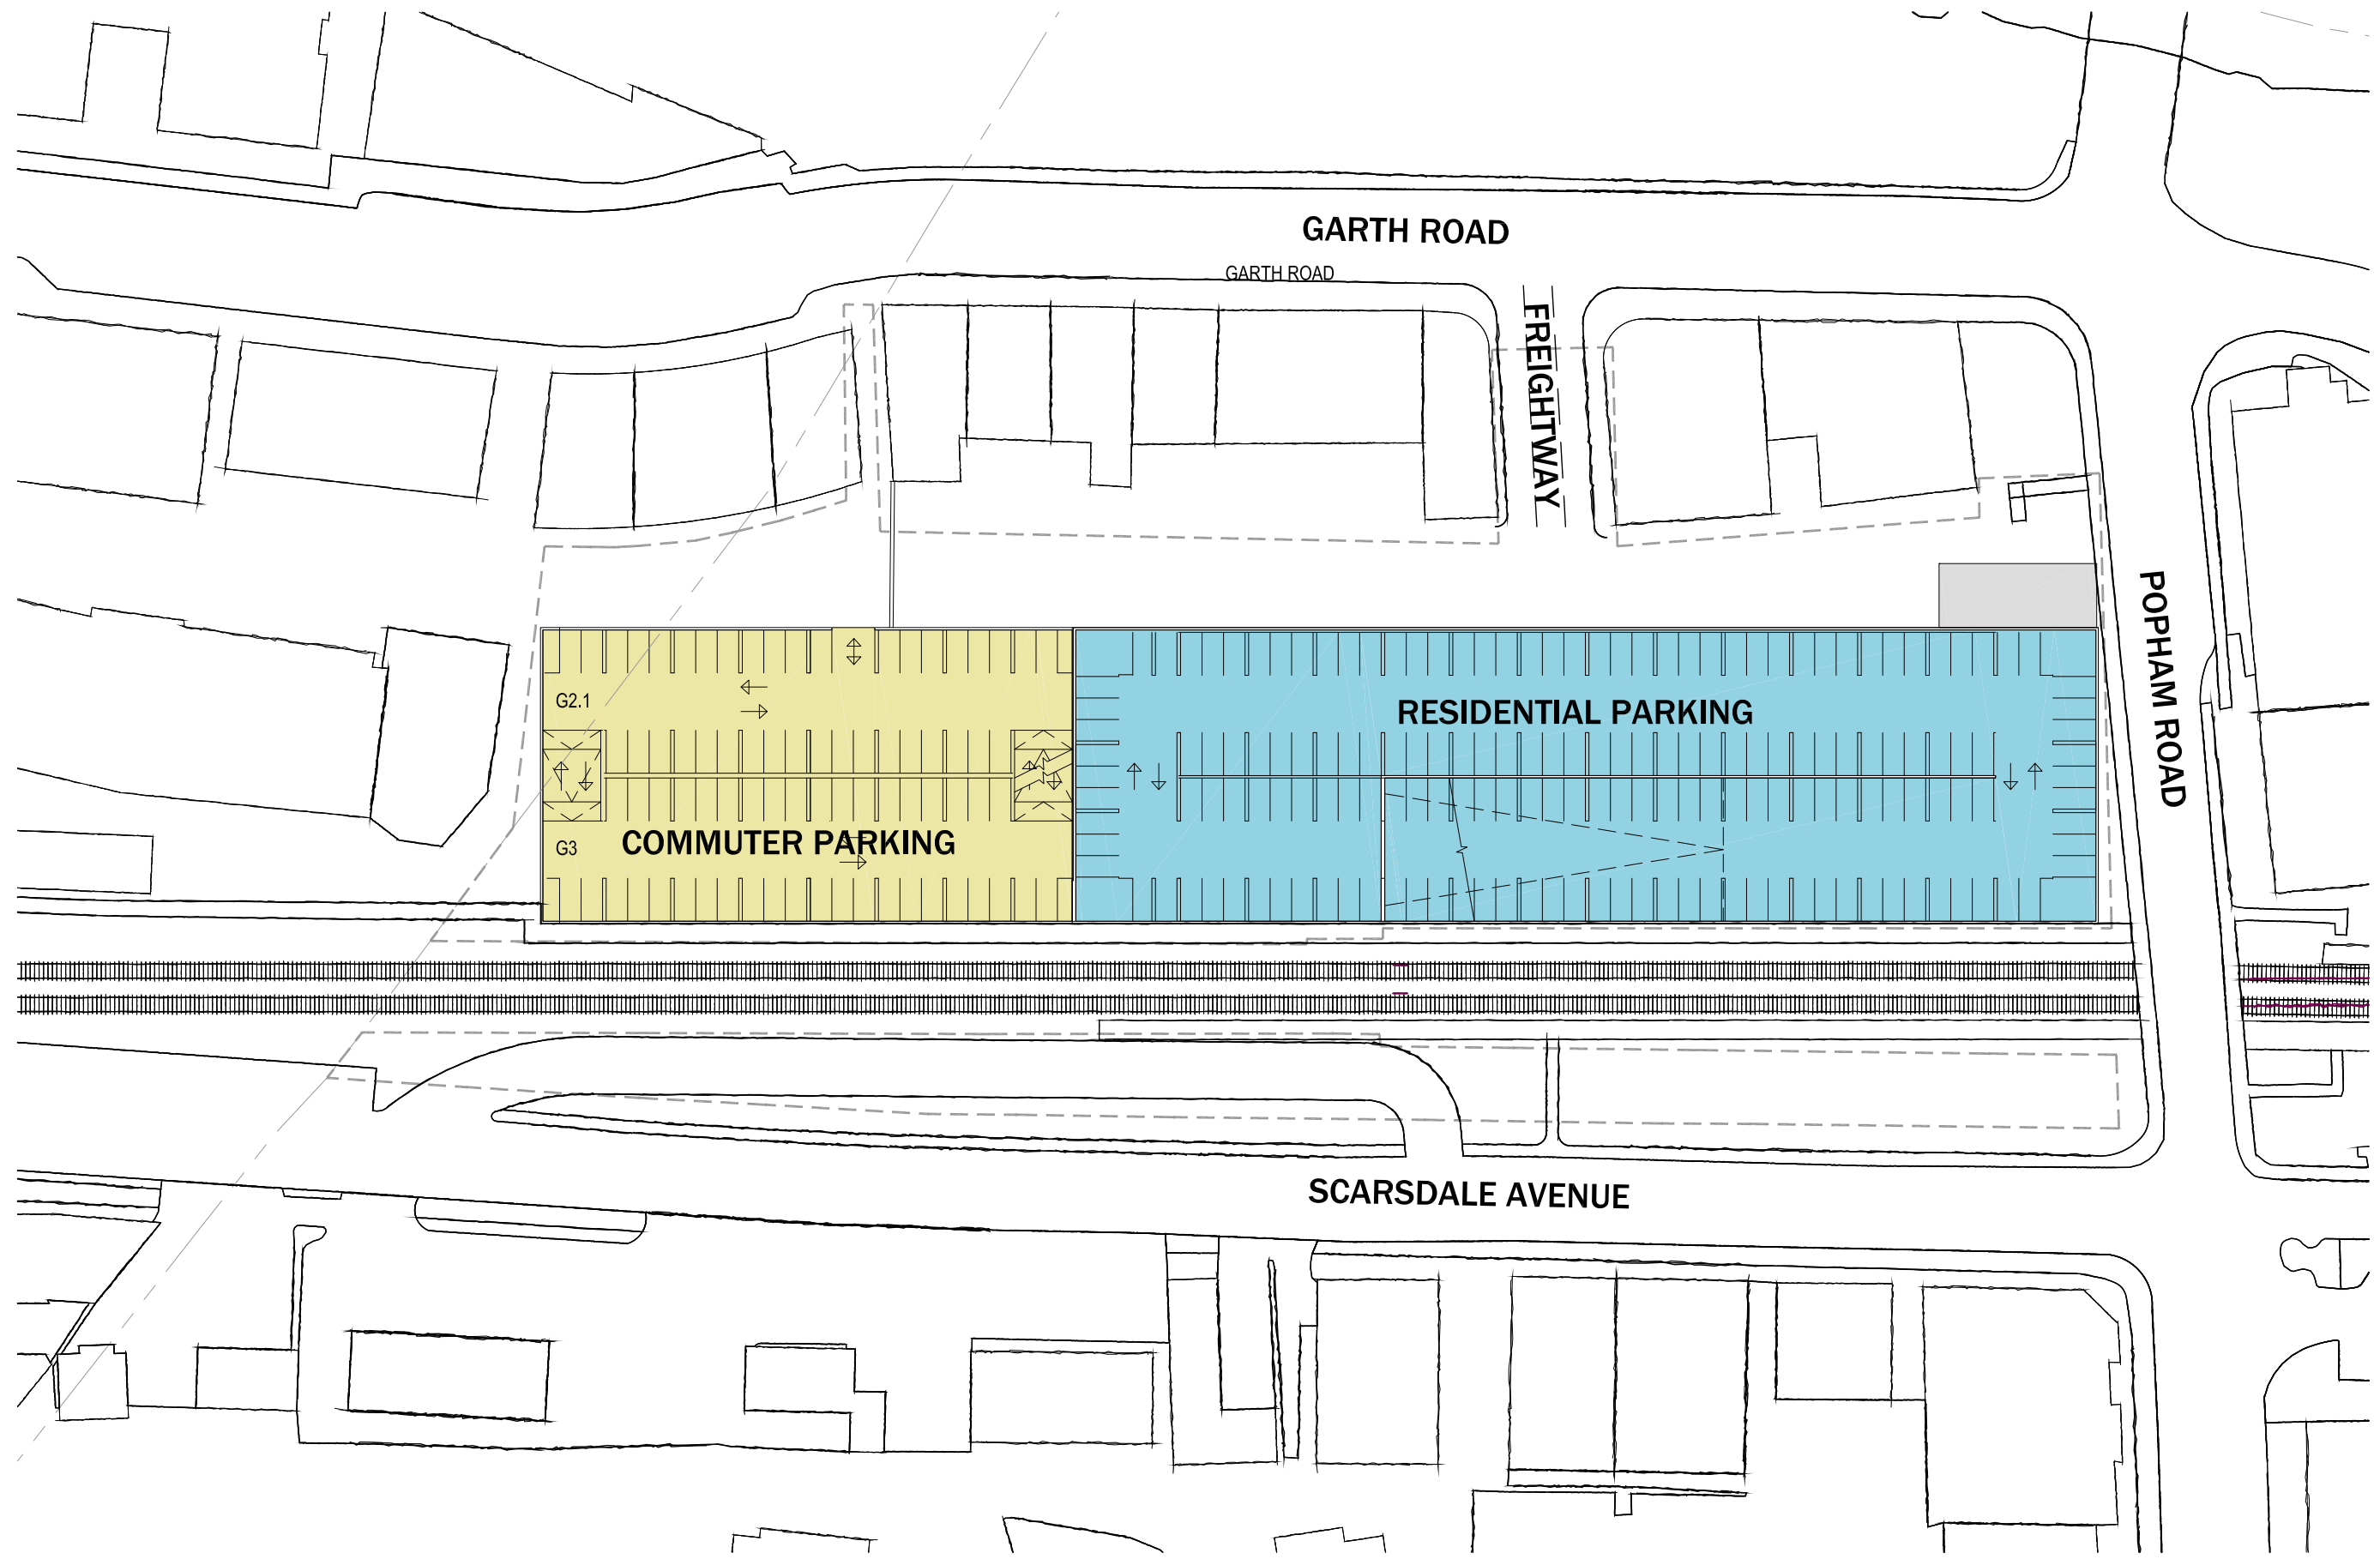 GARTH ROAD
GARTH ROAD
FREIGHTWAY
POPHAM ROAD
G2.1
RESIDENTIAL PARKING
G3
COMMUTER PARKING
SCARSDALE AVENUE